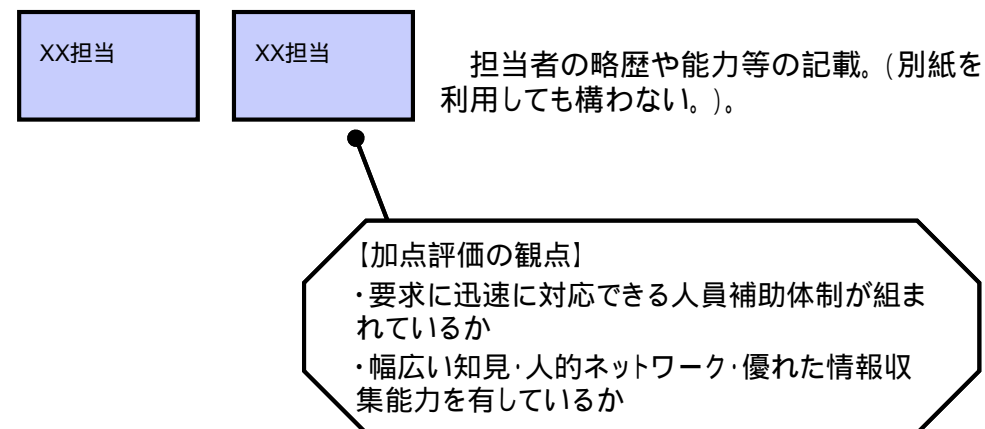 XX担当
XX担当
担当者の略歴や能力等の記載。(別紙を
利用しても構わない。)。
【加点評価の観点】
・要求に迅速に対応できる人員補助体制が組ま
れているか
・幅広い知見・人的ネットワーク・優れた情報収
集能力を有しているか